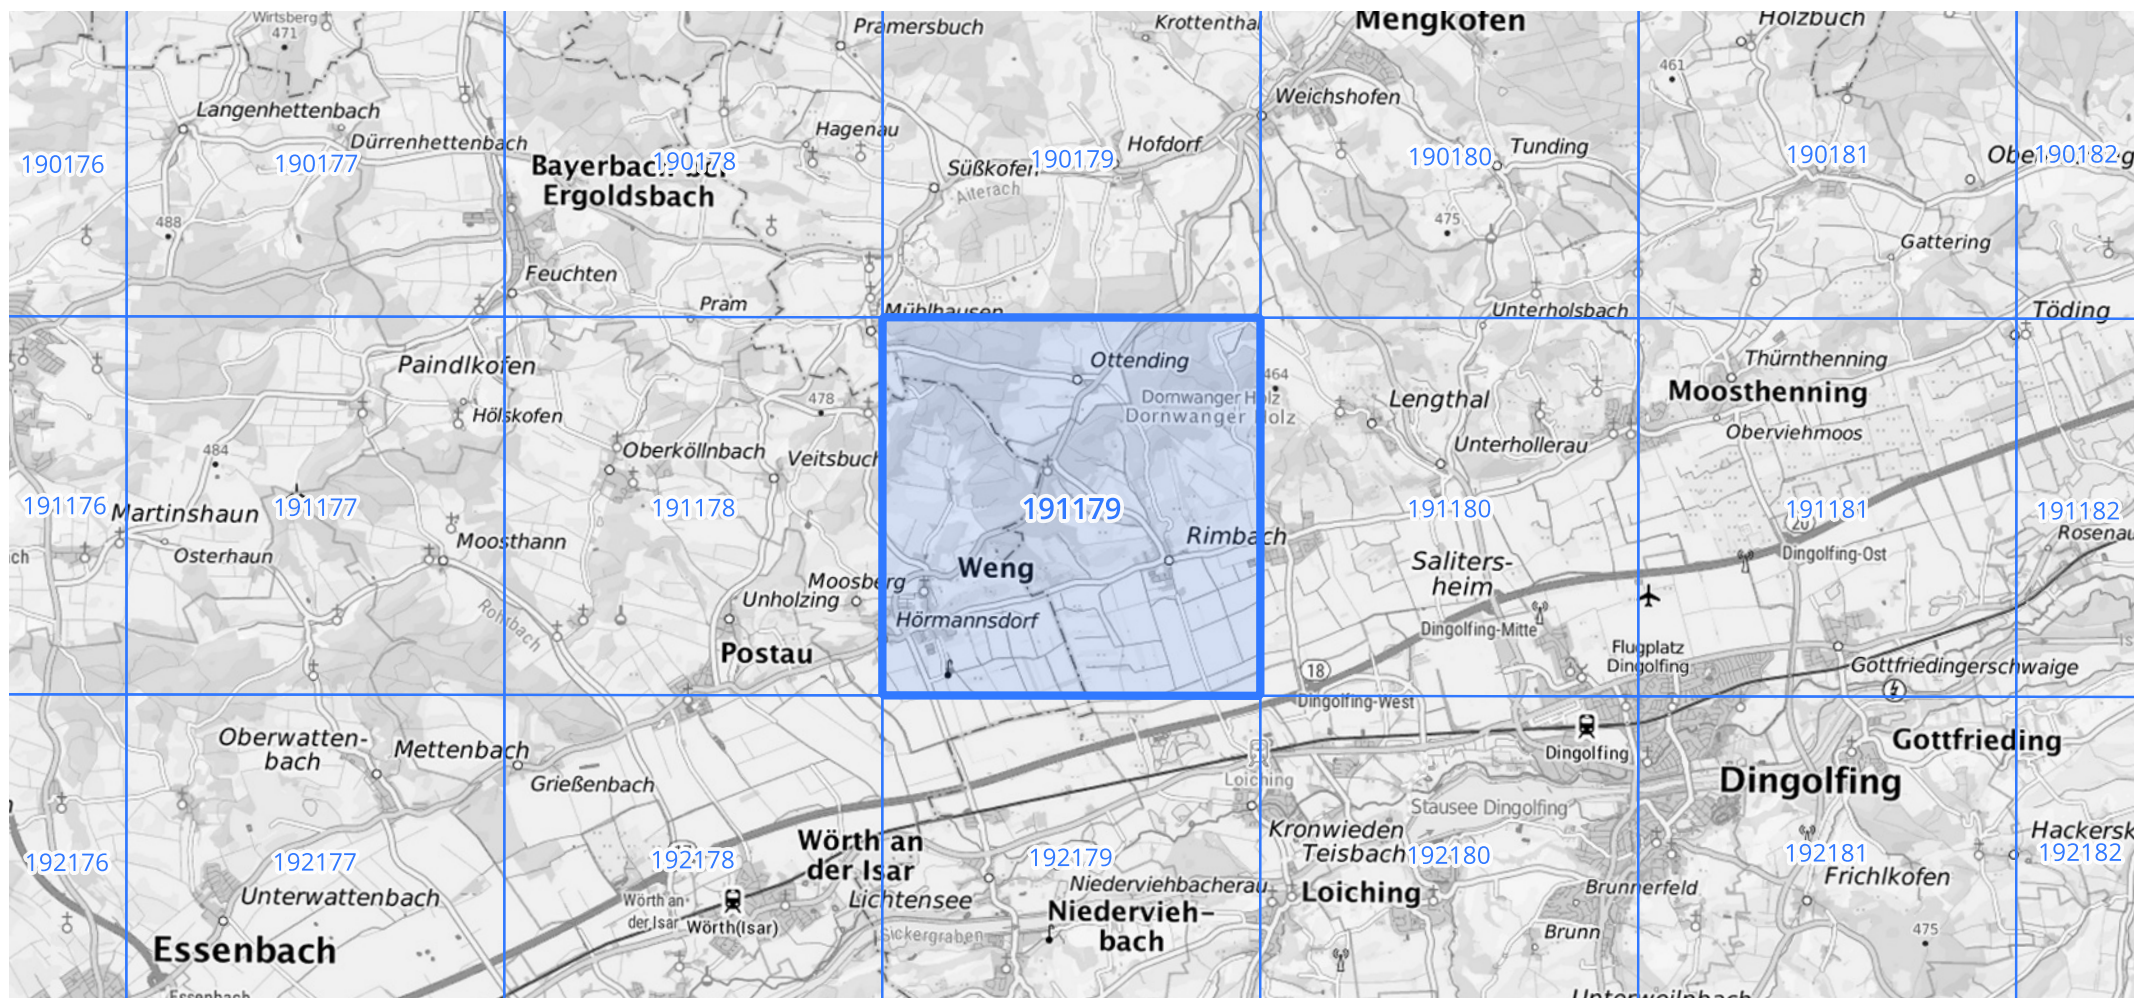 Wirtsberg
471
Pramersbuch
Mengkofen
Holzbuch
461
Weichshofen
Langenhettenbach
Dürrenhettenbach
Hagenau
Hofdorf
Tunding
190176
190177
190178
190179
190180
190181
190182
Ergoldsbach
Süßkofen
Aiterach
488
475
Gattering
Feuchten
Pram
Mühlhausen
Unterholsbach
Töding
Paindlkofen
Ottending
464
Thürnthenning
Moosthenning
Hölskofen
478
Dornwanger Holz
Dornwanger Holz
Lengthal
Oberviehmoos
484
Oberköllnbach
Veitsbuch
Unterhollerau
191176
191177
191178
191179
191180
191181
191182
Martinshaun
20
Osterhaun
Moosthann
Rimbach
Dingolfing-Ost
Rosenau
Weng
Saliters-
heim
Moosberg
Unholzing
Rohrbach
Hörmannsdorf
Dingolfing-Mitte
Postau
Flugplatz
Dingolfing
18
Gottfriedingerschwaige
Dingolfing-West
Oberwatten-
bach
Mettenbach
Grießenbach
Loiching
Dingolfing
Gottfrieding
Dingolfing
Stausee Dingolfing
Wörth an
der Isar
Kronwieden
Teisbach
192176
192177
192178
192179
192180
192181
192182
Unterwattenbach
Wörth an
der Isar
Wörth(Isar)
Lichtensee
Niederviehbacherau
Loiching
Brunnerfeld
Frichlkofen
Essenbach
Sickergraben
Niedervieh-
bach
Brunn
475
Essenbach